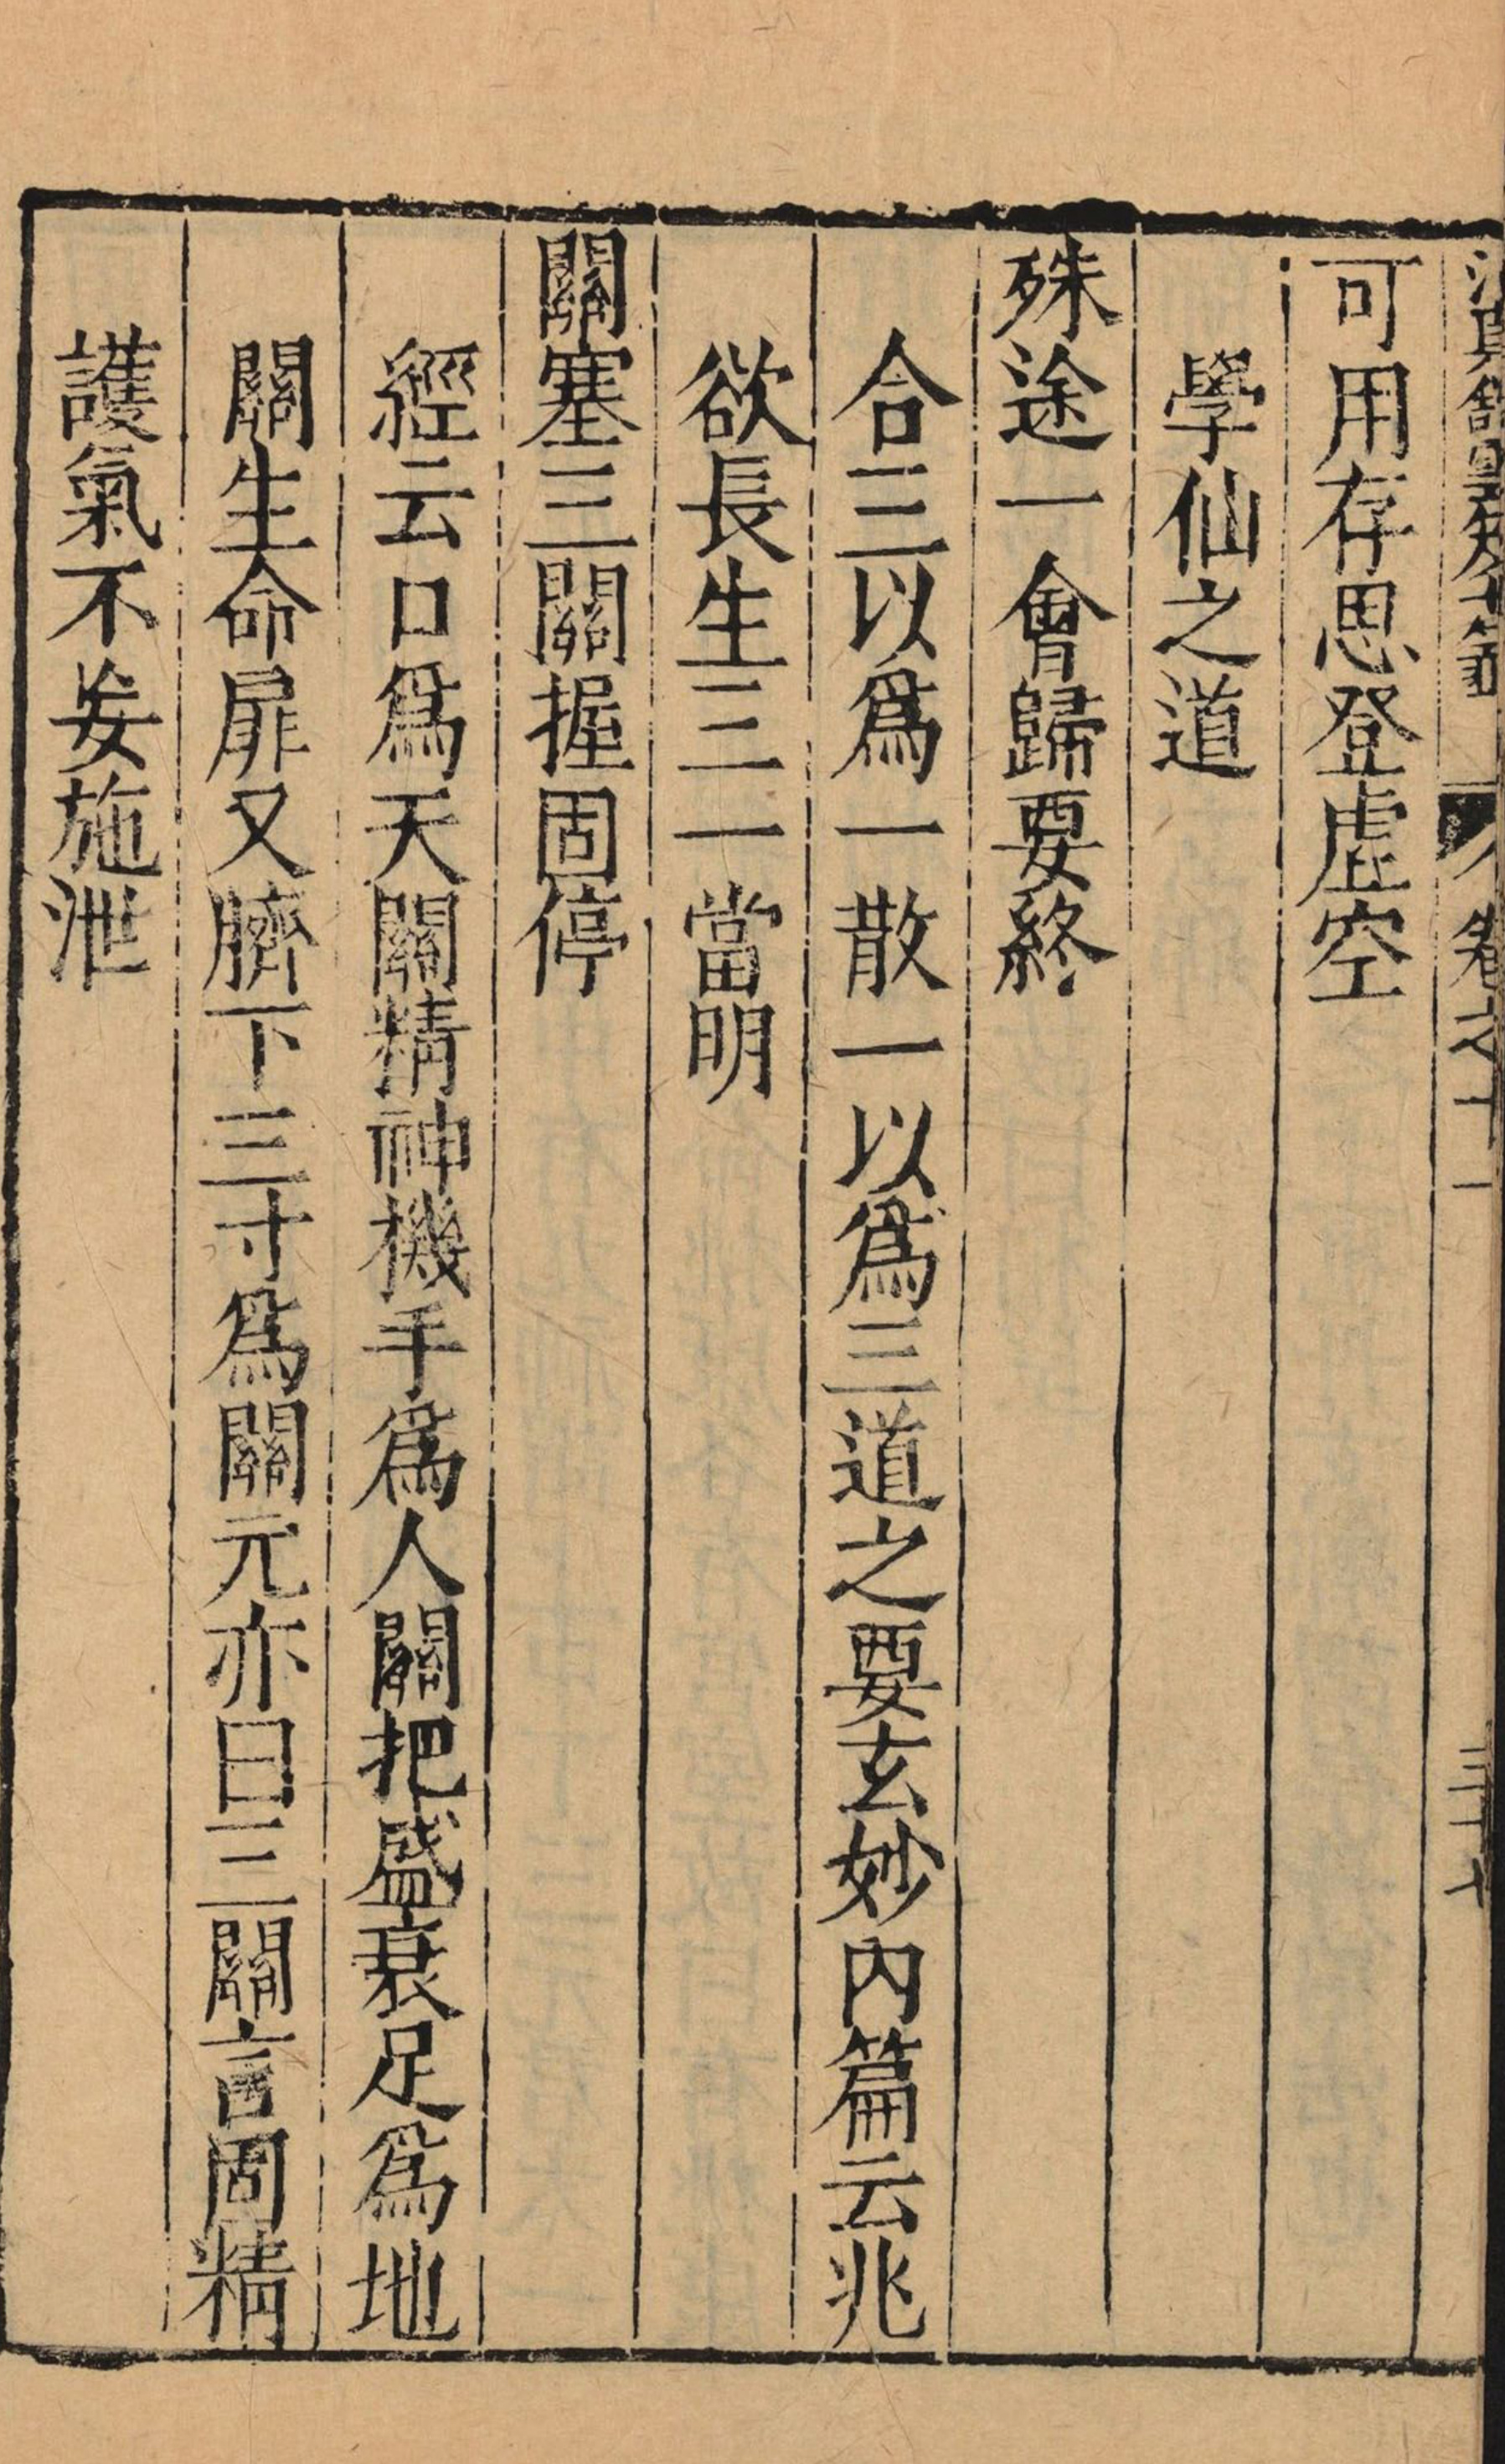 卷之十一
三十七
可用存思登虛空
學仙之道
殊途一會歸要終
合三以爲一散一以爲三道之要玄妙內篇云兆
欲長生三一當明
關塞三關握固停
經云口爲天關精神機手爲人關把盛衰足爲地
關生命扉又臍下三寸爲關元亦曰三關言固精
護氣不妄施泄